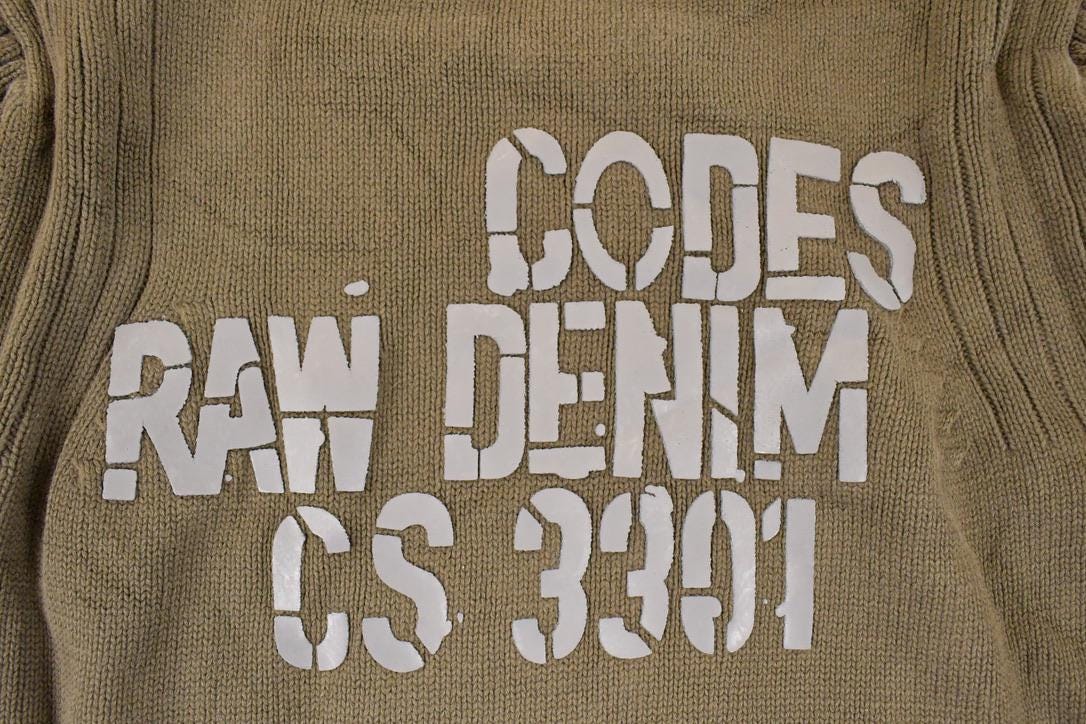 CODES
RAW DENIM
CS 3301